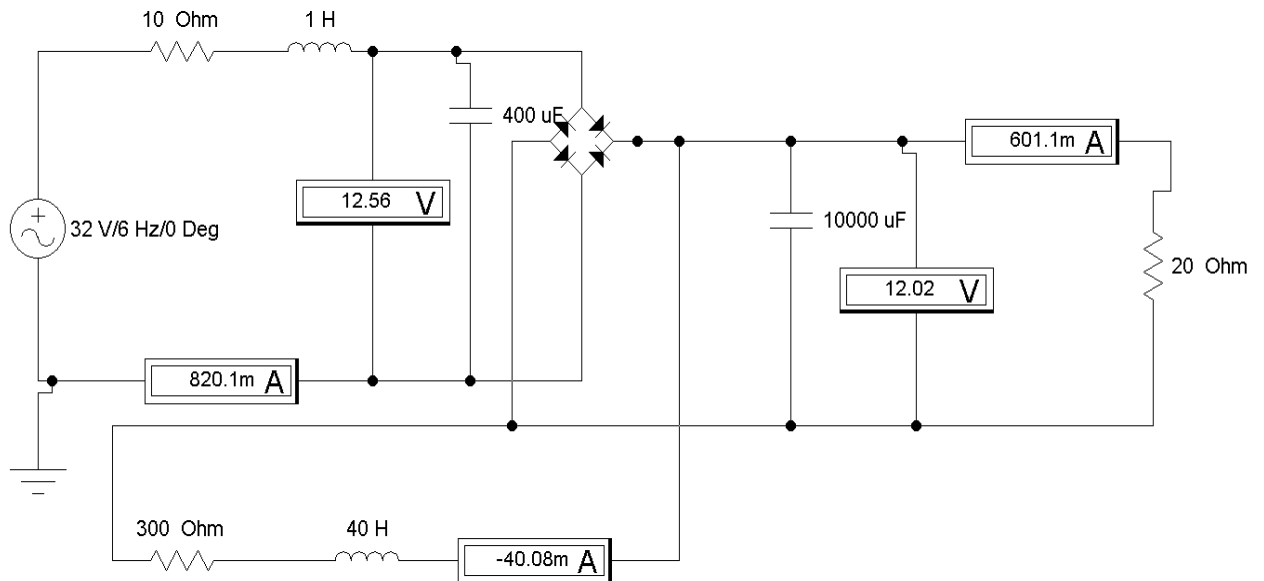 10 Ohm
1 H
400 uF
601.1m A
12.56 V
10000 uF
32 V/6 Hz/0 Deg
20 Ohm
12.02 V
820.1m A
300 Ohm
40 H
-40.08m A